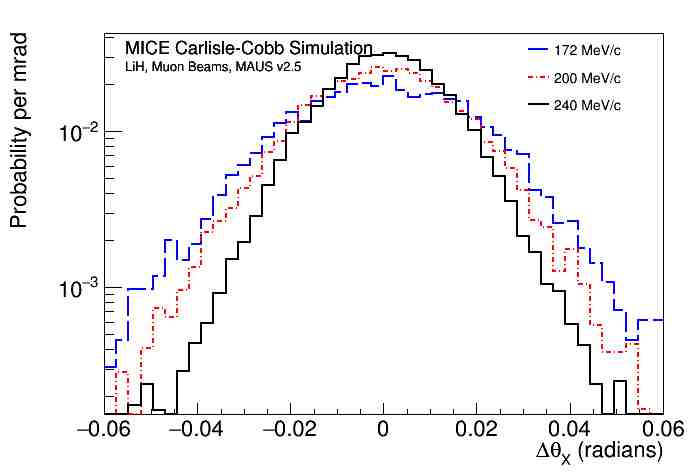 MICE Carlisle-Cobb Simulation
LiH, Muon Beams, MAUS v2.5
172 MeV/c
200 MeV/c
240 MeV/c
Probability per mrad
10⁻²
10⁻³
−0.06 −0.04 −0.02 0 0.02 0.04 0.06
Δθ_X (radians)